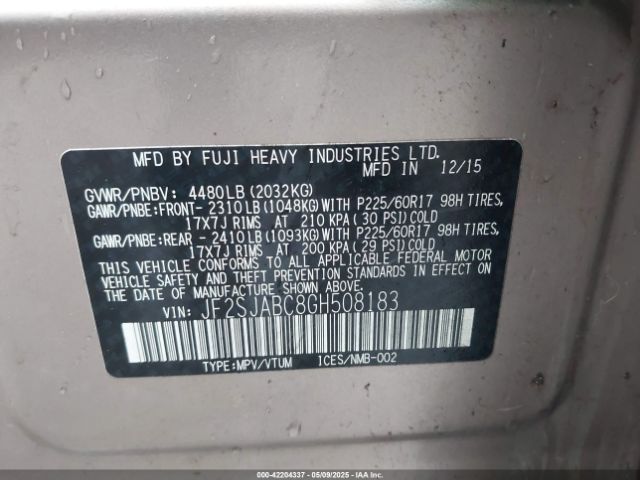 MFD BY FUJI HEAVY INDUSTRIES LTD.
MFD IN 12/15
GVWR/PNBV: 4480LB(2032KG)
GAWR/PNBE:FRONT- 2310LB(1048KG)WITH P225/60R17 98H TIRES,
17X7J RIMS AT 210 KPA(30 PSI)COLD
GAWR/PNBE:REAR - 2410LB(1093KG)WITH P225/60R17 98H TIRES,
17X7J RIMS AT 200 KPA(29 PSI)COLD
THIS VEHICLE CONFORMS TO ALL APPLICABLE FEDERAL MOTOR
VEHICLE SAFETY AND THEFT PREVENTION STANDARDS IN EFFECT
ON THE DATE OF MANUFACTURE SHOWN ABOVE.
VIN: JF2SJABC8GH508183
TYPE:MPV/VTUM 1CES/NMB-002
000-42204337 - 05/09/2025 - IAAI.COM